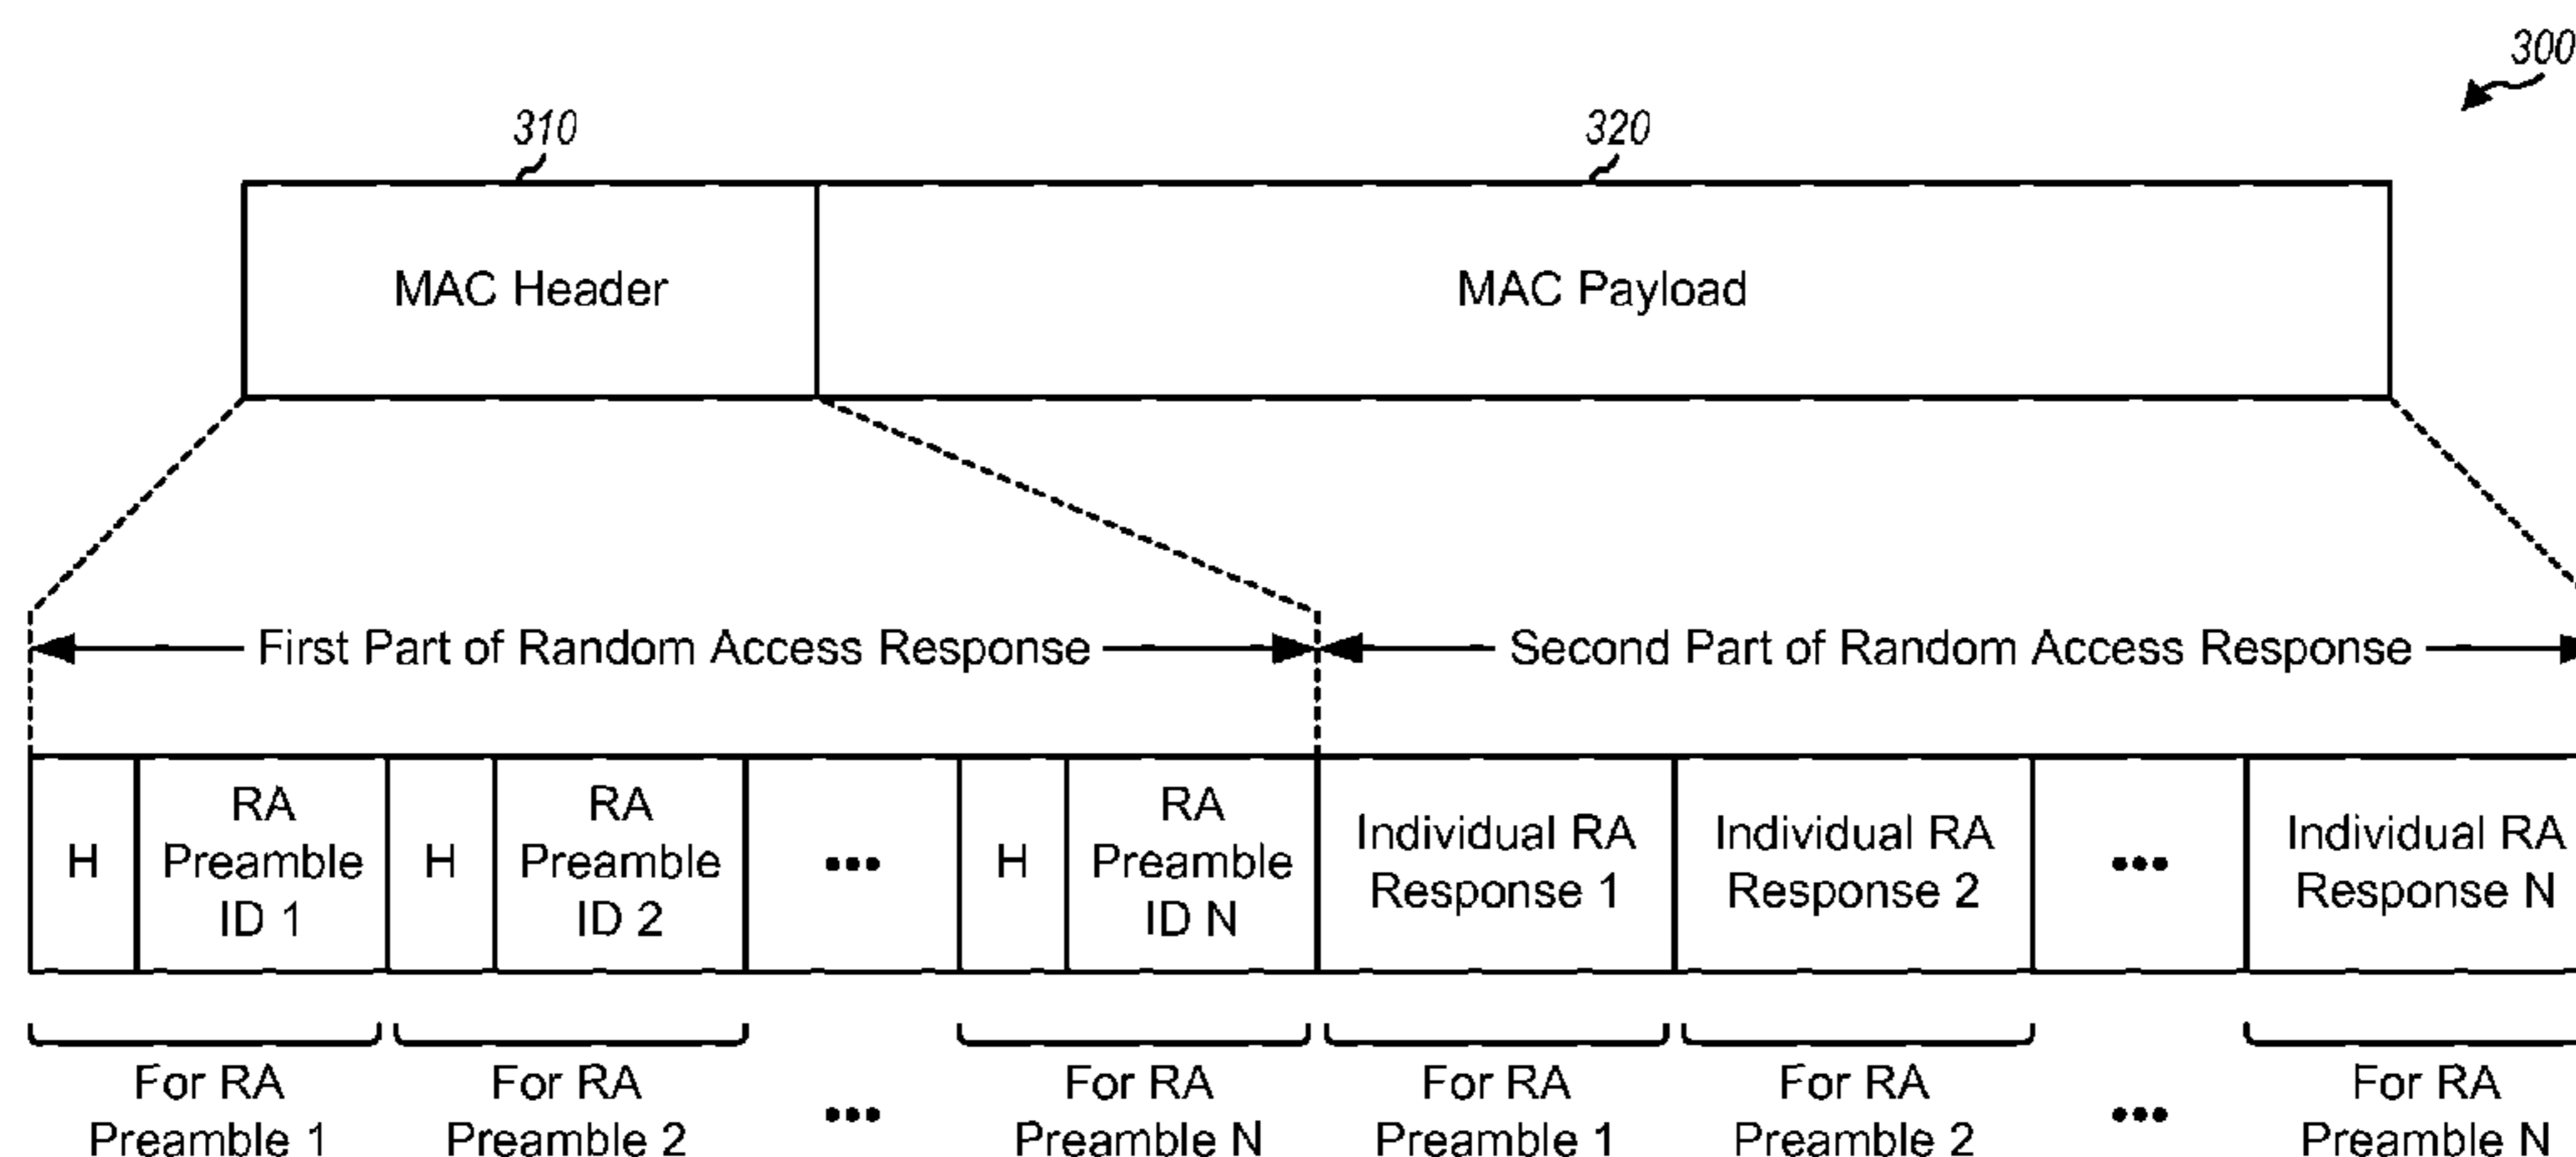 300
310
320
MAC Header
MAC Payload
First Part of Random Access Response
Second Part of Random Access Response
H
RA
Preamble
ID 1
H
RA
Preamble
ID 2
•••
H
RA
Preamble
ID N
Individual RA
Response 1
Individual RA
Response 2
•••
Individual RA
Response N
For RA
Preamble 1
For RA
Preamble 2
•••
For RA
Preamble N
For RA
Preamble 1
For RA
Preamble 2
•••
For RA
Preamble N